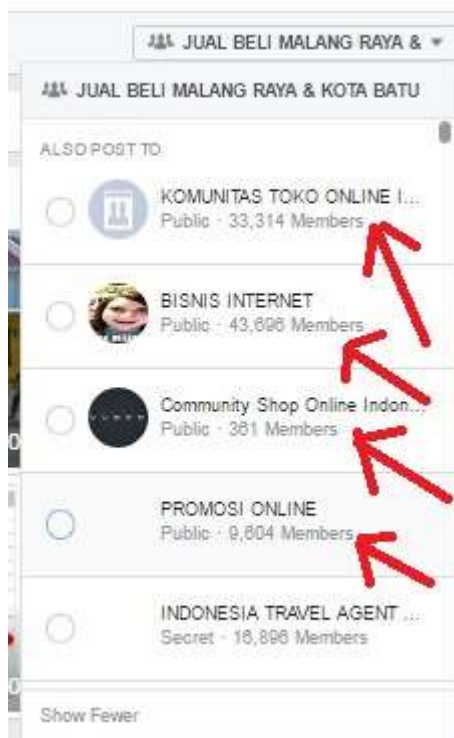 JUAL BELI MALANG RAYA &
JUAL BELI MALANG RAYA & KOTA BATU
ALSO POST TO
KOMUNITAS TOKO ONLINE I...
Public · 33,314 Members
BISNIS INTERNET
Public · 43,696 Members
Community Shop Online Indon...
Public · 361 Members
PROMOSI ONLINE
Public · 9,604 Members
INDONESIA TRAVEL AGENT ...
Secret · 16,896 Members
Show Fewer